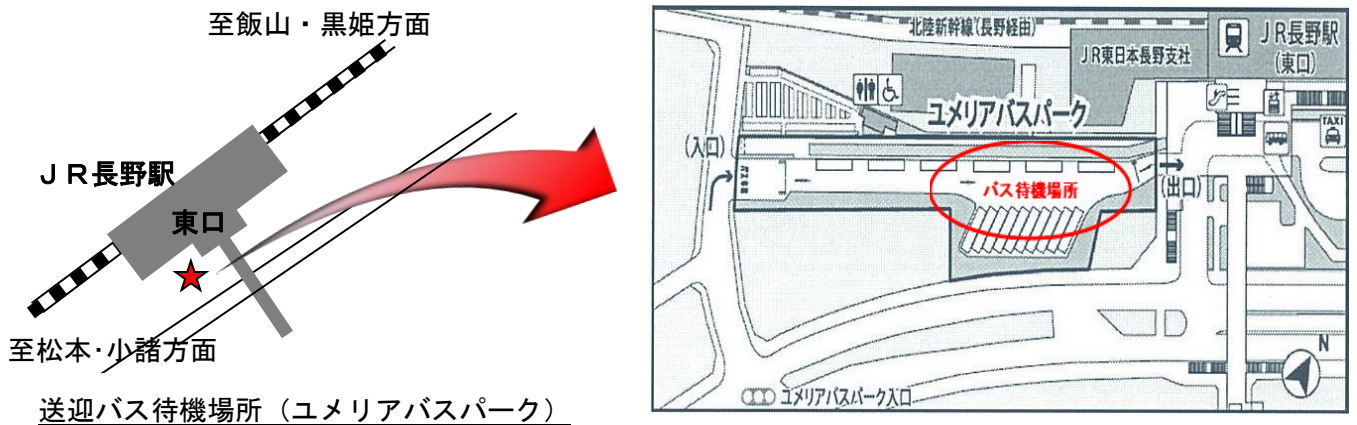 至飯山・黒姫方面
ＪＲ長野駅
東口
至松本・小諸方面
送迎バス待機場所（ユメリアバスパーク）
北陸新幹線(長野経由)
ＪＲ東日本長野支社
ＪＲ長野駅
(東口)
ユメリアバスパーク
(入口)
バス待機場所
(出口)
TAXI
N
ユメリアバスパーク入口